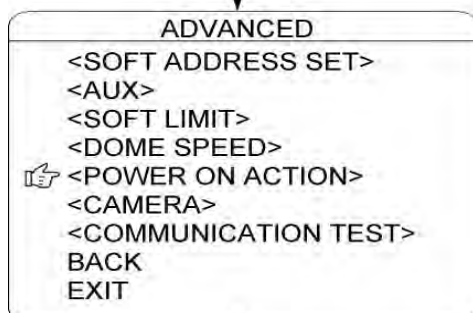 ADVANCED
<SOFT ADDRESS SET>
<AUX>
<SOFT LIMIT>
<DOME SPEED>
<POWER ON ACTION>
<CAMERA>
<COMMUNICATION TEST>
BACK
EXIT